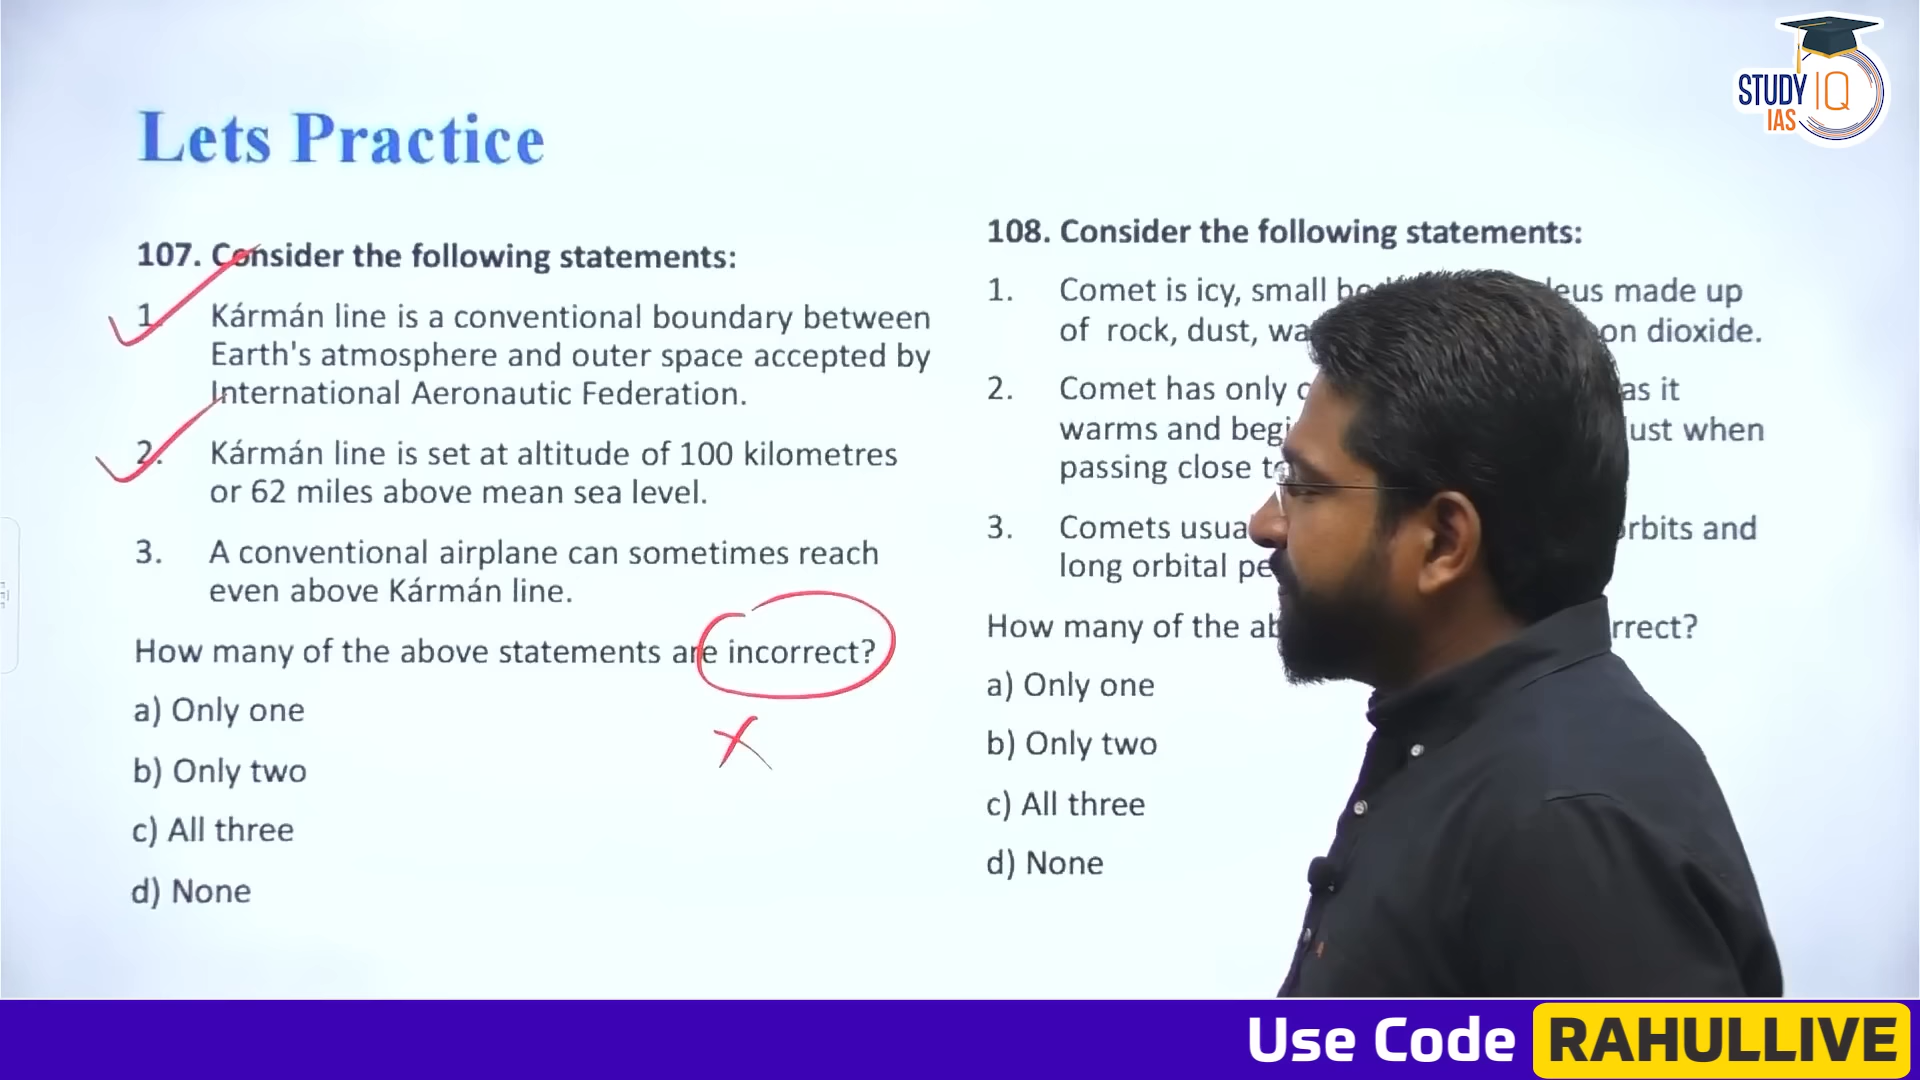 STUDY IQ
IAS
Lets Practice
107. Consider the following statements:
1. Kármán line is a conventional boundary between
Earth's atmosphere and outer space accepted by
International Aeronautic Federation.
2. Kármán line is set at altitude of 100 kilometres
or 62 miles above mean sea level.
3. A conventional airplane can sometimes reach
even above Kármán line.
How many of the above statements are incorrect?
a) Only one
b) Only two
c) All three
d) None
108. Consider the following statements:
1. Comet is icy, small made up
of rock, dust, dioxide.
2. Comet has only as it
warms and when
passing close
3. Comets orbits and
long orbital
How many of the
a) Only one
b) Only two
c) All three
d) None
Use Code RAHULLIVE